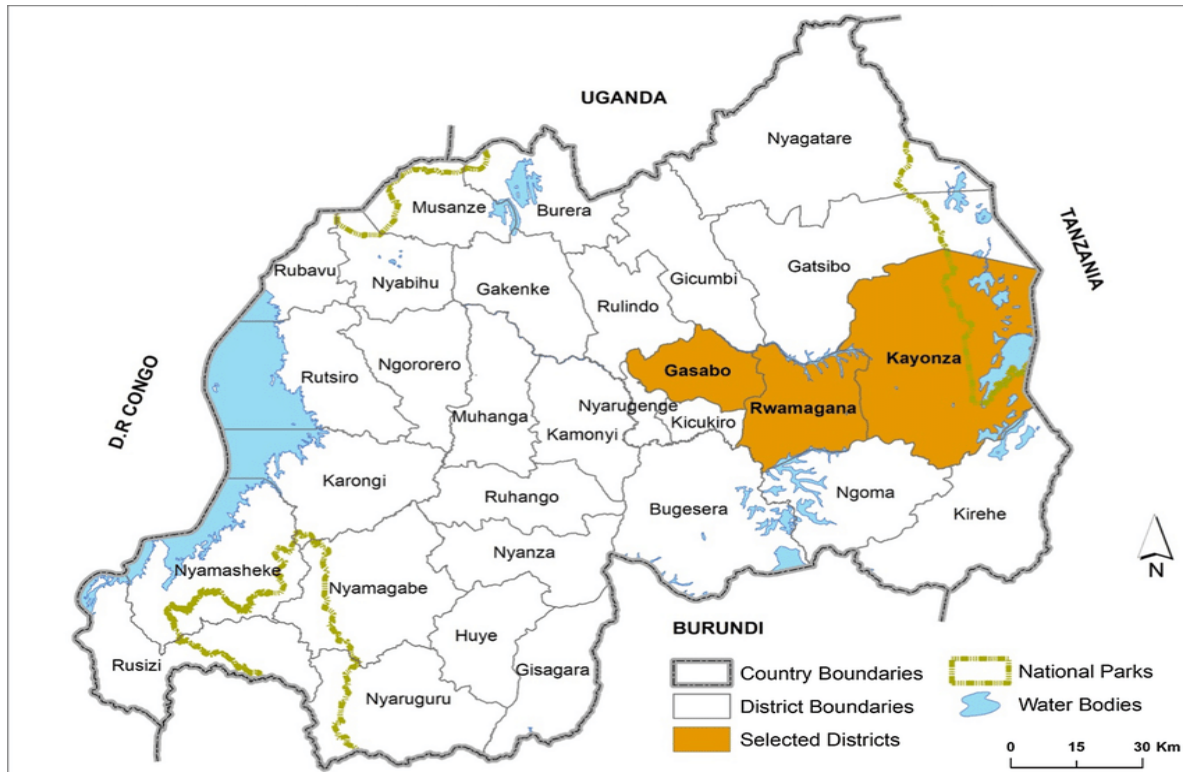 UGANDA
Nyagatare
Musanze
Burera
TANZANIA
Rubavu
Nyabihu
Gakenke
Rulindo
Gicumbi
Gatsibo
Kayonza
Gasabo
Rutsiro
Ngororero
Muhanga
Nyarugenge
Kicukiro
Rwamagana
Kamonyi
D.R CONGO
Karongi
Ruhango
Bugesera
Ngoma
Kirehe
Nyanza
Nyamasheke
Nyamagabe
Huye
Gisagara
Rusizi
Nyaruguru
N
BURUNDI
Country Boundaries
District Boundaries
Selected Districts
National Parks
Water Bodies
0 15 30 Km